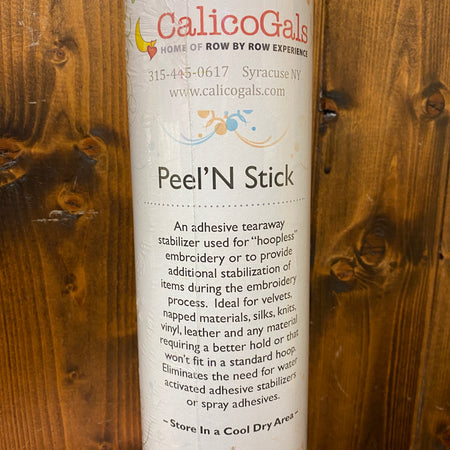 CalicoGals
HOME OF ROW BY ROW EXPERIENCE
315-445-0617 Syracuse NY
www.calicogals.com
Peel'N Stick
An adhesive tearaway
stabilizer used for "hoopless"
embroidery or to provide
additional stabilization of
items during the embroidery
process. Ideal for velvets,
napped materials, silks, knits,
vinyl, leather and any material
requiring a better hold or that
won't fit in a standard hoop.
Eliminates the need for water
activated adhesive stabilizers
or spray adhesives.
- Store In a Cool Dry Area -